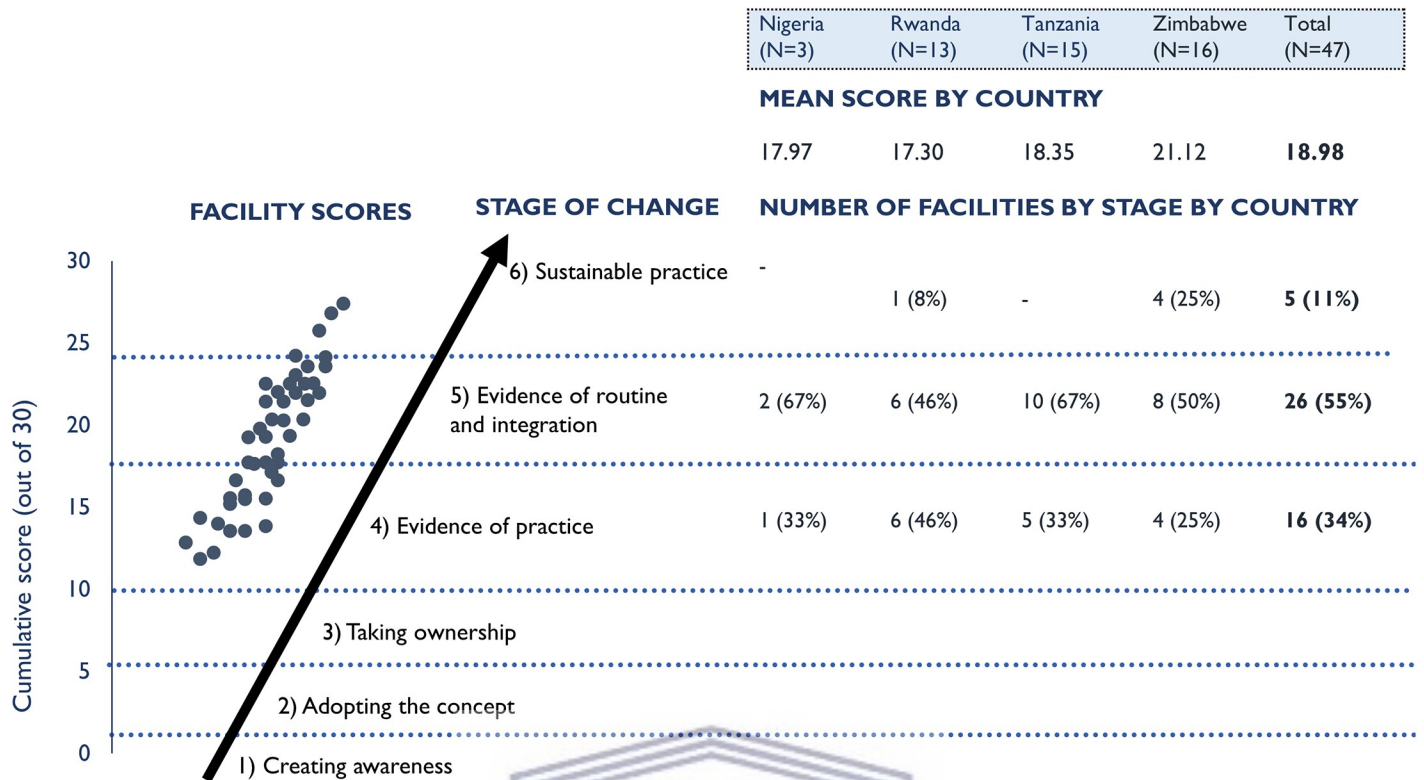 Nigeria Rwanda Tanzania Zimbabwe Total
(N=3) (N=13) (N=15) (N=16) (N=47)
MEAN SCORE BY COUNTRY
17.97 17.30 18.35 21.12 18.98
FACILITY SCORES STAGE OF CHANGE NUMBER OF FACILITIES BY STAGE BY COUNTRY
30
6) Sustainable practice -
1 (8%) - 4 (25%) 5 (11%)
25
5) Evidence of routine
and integration
2 (67%) 6 (46%) 10 (67%) 8 (50%) 26 (55%)
20
15
4) Evidence of practice 1 (33%) 6 (46%) 5 (33%) 4 (25%) 16 (34%)
10
3) Taking ownership
5
2) Adopting the concept
0
1) Creating awareness
Cumulative score (out of 30)